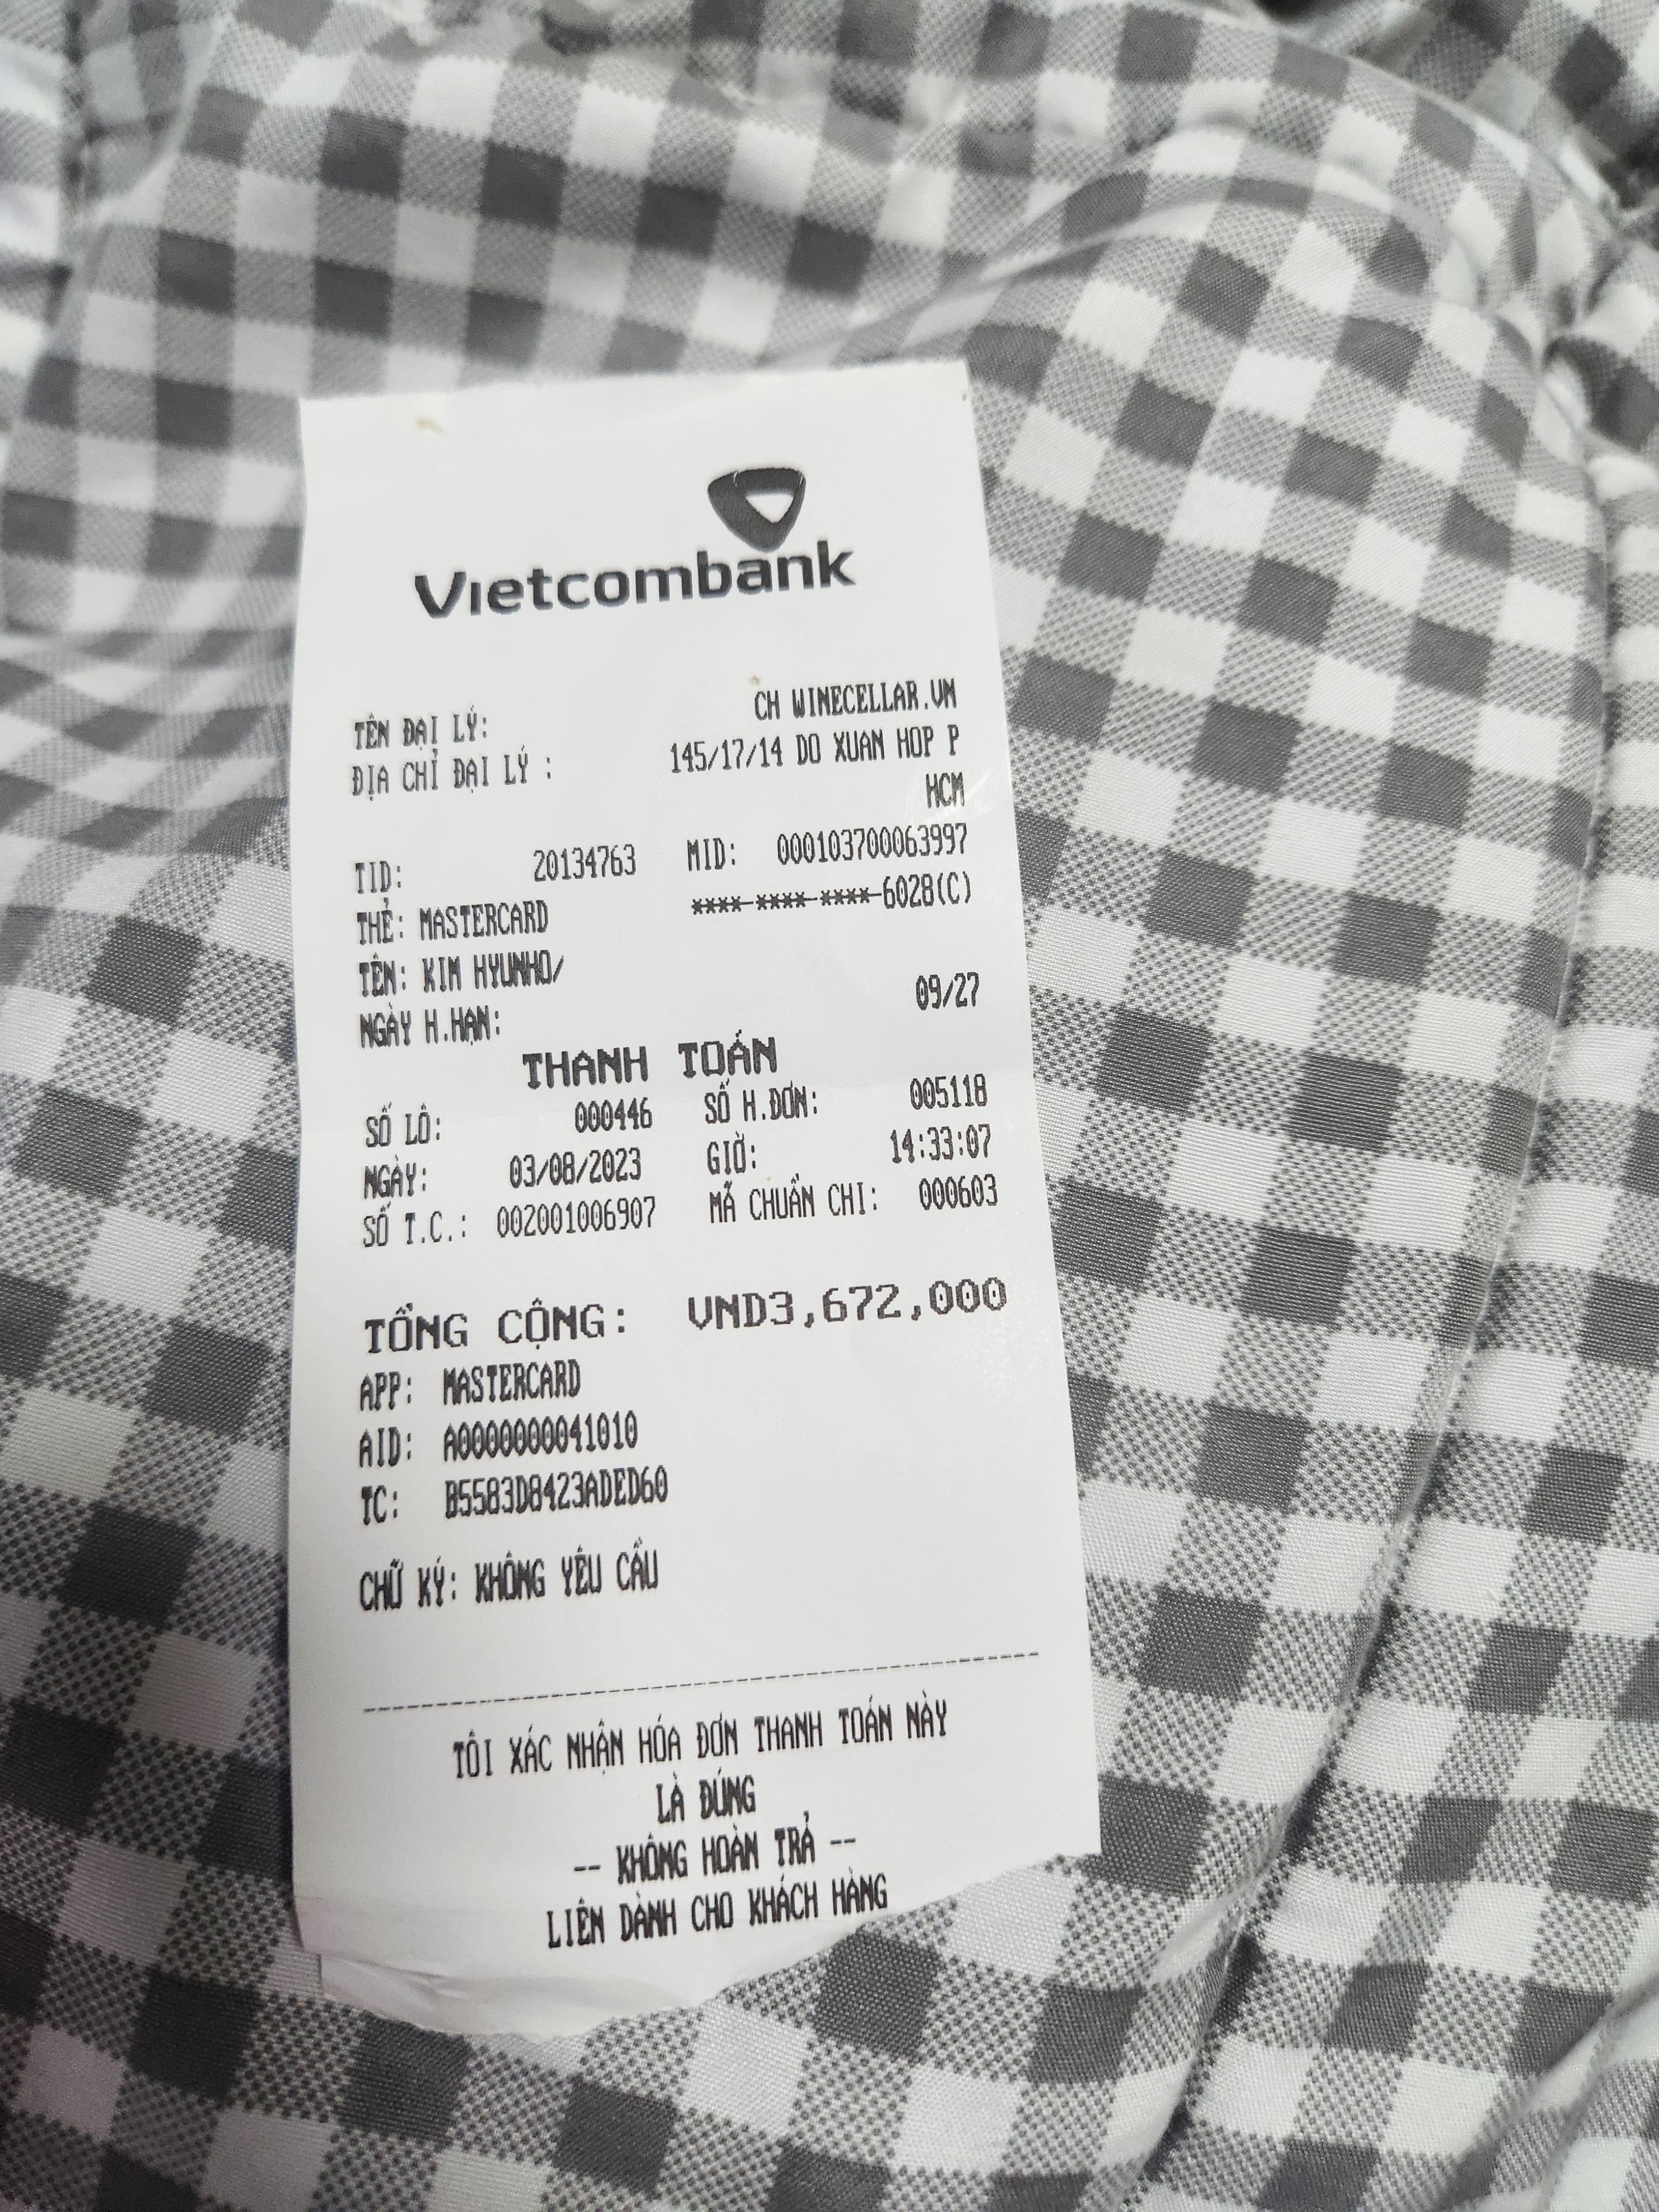 Vietcombank
TÊN ĐẠI LÝ: CH WINECELLAR.VN
ĐỊA CHỈ ĐẠI LÝ : 145/17/14 DO XUAN HOP P
HCM
TID: 20134763 MID: 000103700063997
THẺ: MASTERCARD ****-****-****-6028(C)
TÊN: KIM HYUNHO/
NGÀY H.HẠN: 09/27
THANH TOÁN
SỐ LÔ: 000446 SỐ H.ĐƠN: 005118
NGÀY: 03/08/2023 GIỜ: 14:33:07
SỐ T.C.: 002001006907 MÃ CHUẨN CHI: 000603
TỔNG CỘNG: VND3,672,000
APP: MASTERCARD
AID: A0000000041010
TC: B5583D8423ADED60
CHỮ KÝ: KHÔNG YÊU CẦU
TÔI XÁC NHẬN HÓA ĐƠN THANH TOÁN NÀY
LÀ ĐÚNG
-- KHÔNG HOÀN TRẢ --
LIÊN DÀNH CHO KHÁCH HÀNG